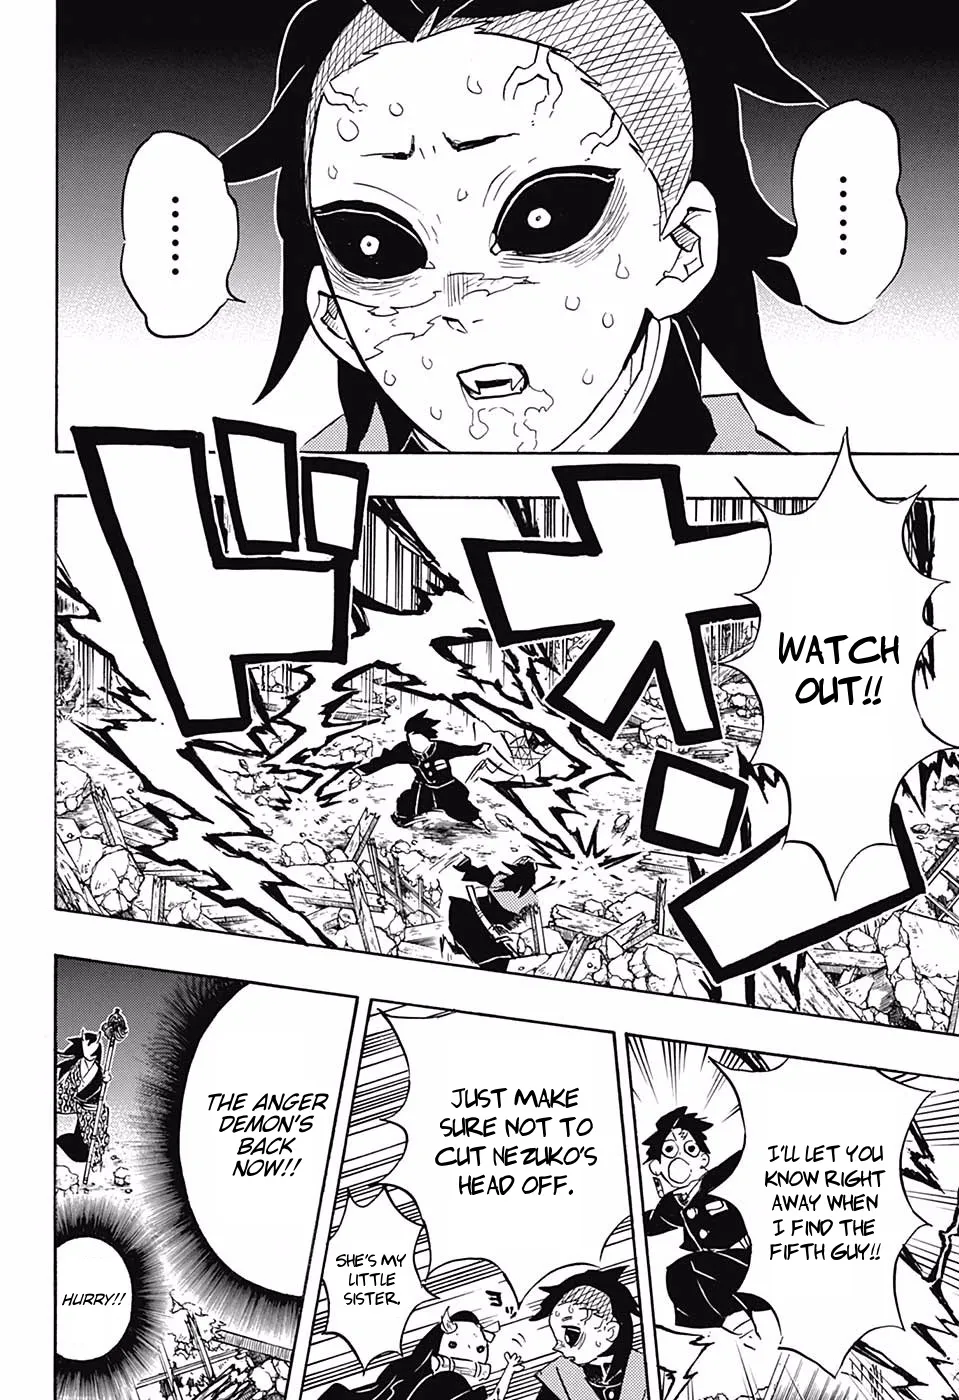 ......
......
ドオン
WATCH
OUT!!
I'LL LET YOU
KNOW RIGHT
AWAY WHEN
I FIND THE
FIFTH GUY!!
JUST MAKE
SURE NOT TO
CUT NEZUKO'S
HEAD OFF.
SHE'S MY
LITTLE
SISTER.
THE ANGER
DEMON'S
BACK
NOW!!
HURRY!!